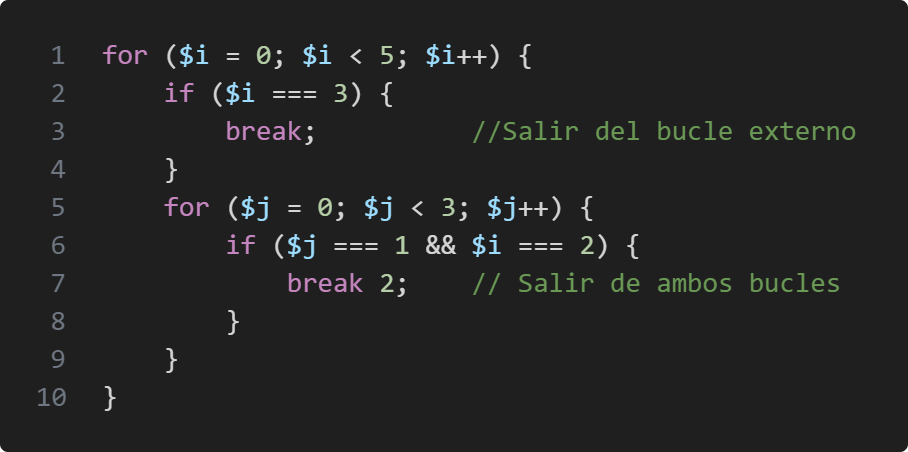 1 for ($i = 0; $i < 5; $i++) {
2     if ($i === 3) {
3         break;          //Salir del bucle externo
4     }
5     for ($j = 0; $j < 3; $j++) {
6         if ($j === 1 && $i === 2) {
7             break 2;    // Salir de ambos bucles
8         }
9     }
10 }